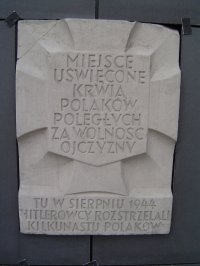 MIEJSCE
UŚWIĘCONE
KRWIĄ
POLAKÓW
POLEGŁYCH
ZA WOLNOŚĆ
OJCZYZNY
TU W SIERPNIU 1944
HITLEROWCY ROZSTRZELALI
KILKUNASTU POLAKÓW